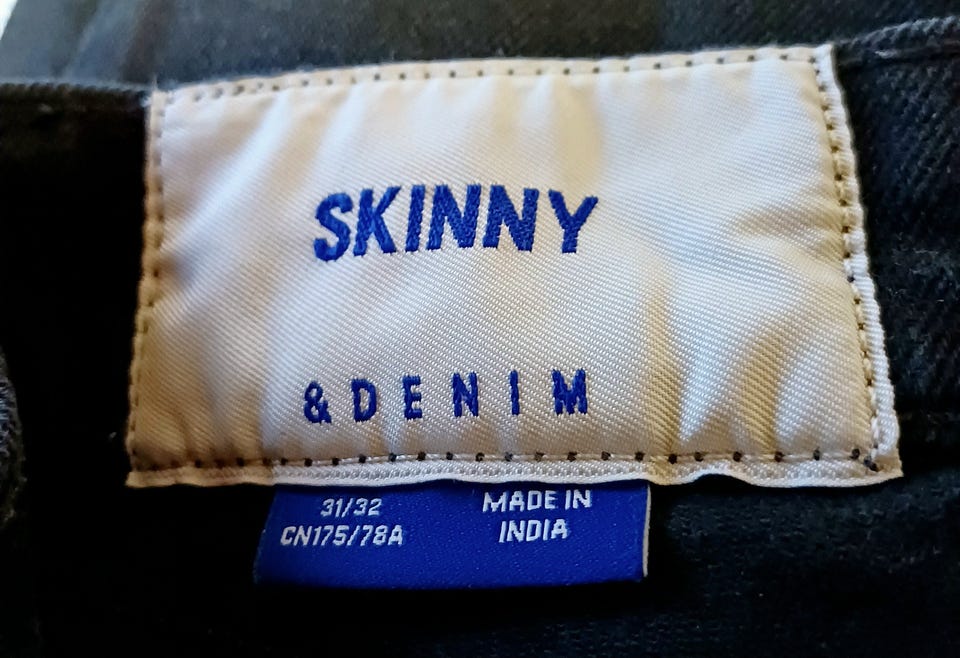 SKINNY
&DENIM
31/32
CN175/78A
MADE IN
INDIA